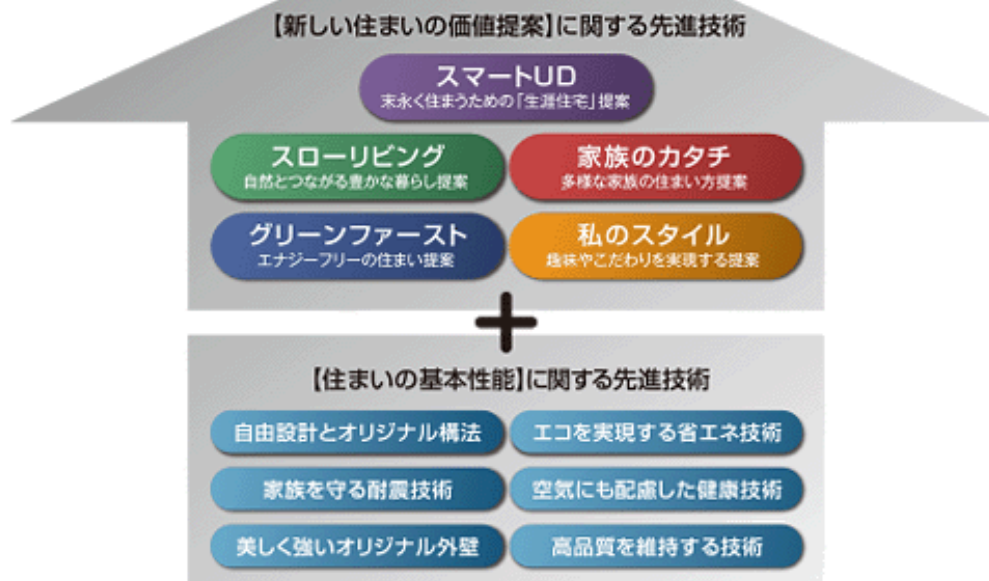 【新しい住まいの価値提案】に関する先進技術
スマートUD
末永く住まうための「生涯住宅」提案
スローリビング
自然とつながる豊かな暮らし提案
家族のカタチ
多様な家族の住まい方提案
グリーンファースト
エナジーフリーの住まい提案
私のスタイル
趣味やこだわりを実現する提案
+
【住まいの基本性能】に関する先進技術
自由設計とオリジナル構法
エコを実現する省エネ技術
家族を守る耐震技術
空気にも配慮した健康技術
美しく強いオリジナル外壁
高品質を維持する技術